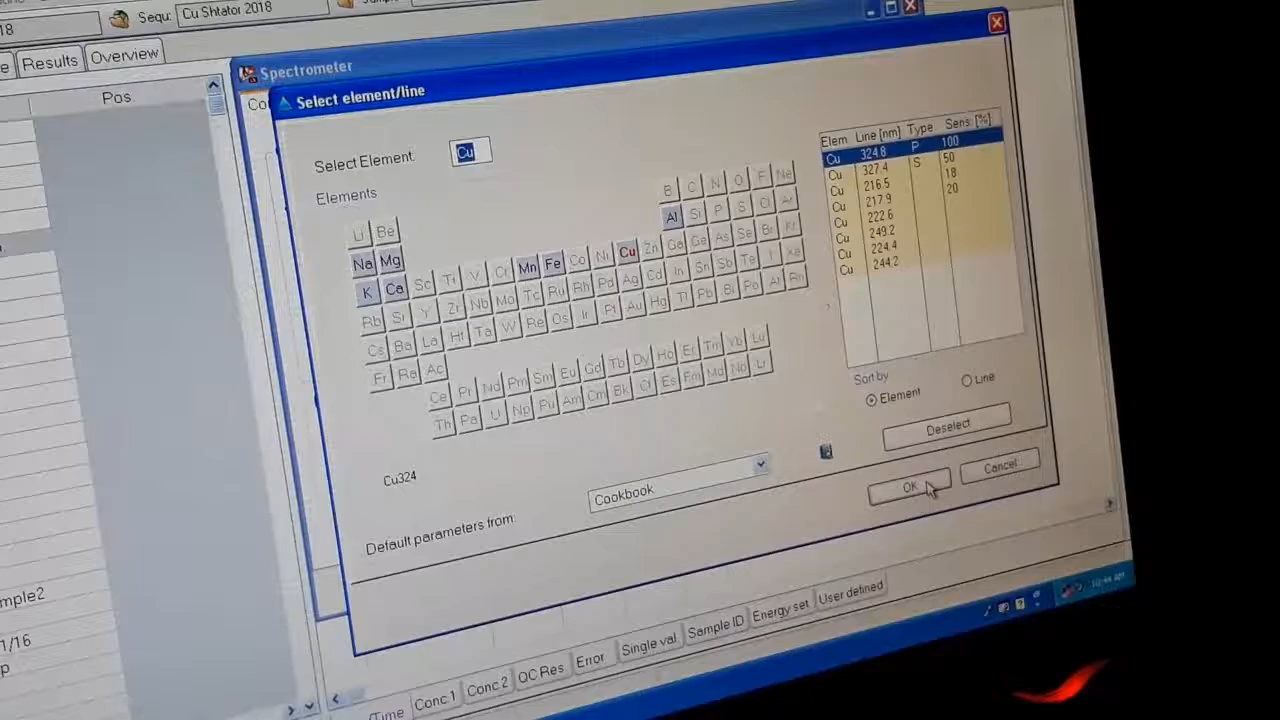 18
Sequ:
Cu Shtator 2018
Results
Overview
Pos
Spectrometer
Select element/line
Select Element
Cu
Elements
B C N O F Ne
Li Be
Al Si P S Cl Ar
Na Mg
K Ca Sc Ti V Cr Mn Fe Co Ni Cu Zn Ga Ge As Se Br Kr
Rb Sr Y Zr Nb Mo Tc Ru Rh Pd Ag Cd In Sn Sb Te I Xe
Cs Ba La Hf Ta W Re Os Ir Pt Au Hg Tl Pb Bi Po At Rn
Fr Ra Ac
Ce Pr Nd Pm Sm Eu Gd Tb Dy Ho Er Tm Yb Lu
Th Pa U Np Pu Am Cm Bk Cf Es Fm Md No Lr
Elem Line [nm] Type Sens. [%]
Cu 324.8 P 100
Cu 327.4 S 50
Cu 216.5 18
Cu 217.9 20
Cu 222.6
Cu 249.2
Cu 224.4
Cu 244.2
Sort by
Element
Line
Deselect
Cu324
Default parameters from:
Cookbook
OK
Cancel
mple2
1/16
p
/Time
Conc.1
Conc.2
QC Res
Error
Single val.
Sample ID
Energy set
User defined